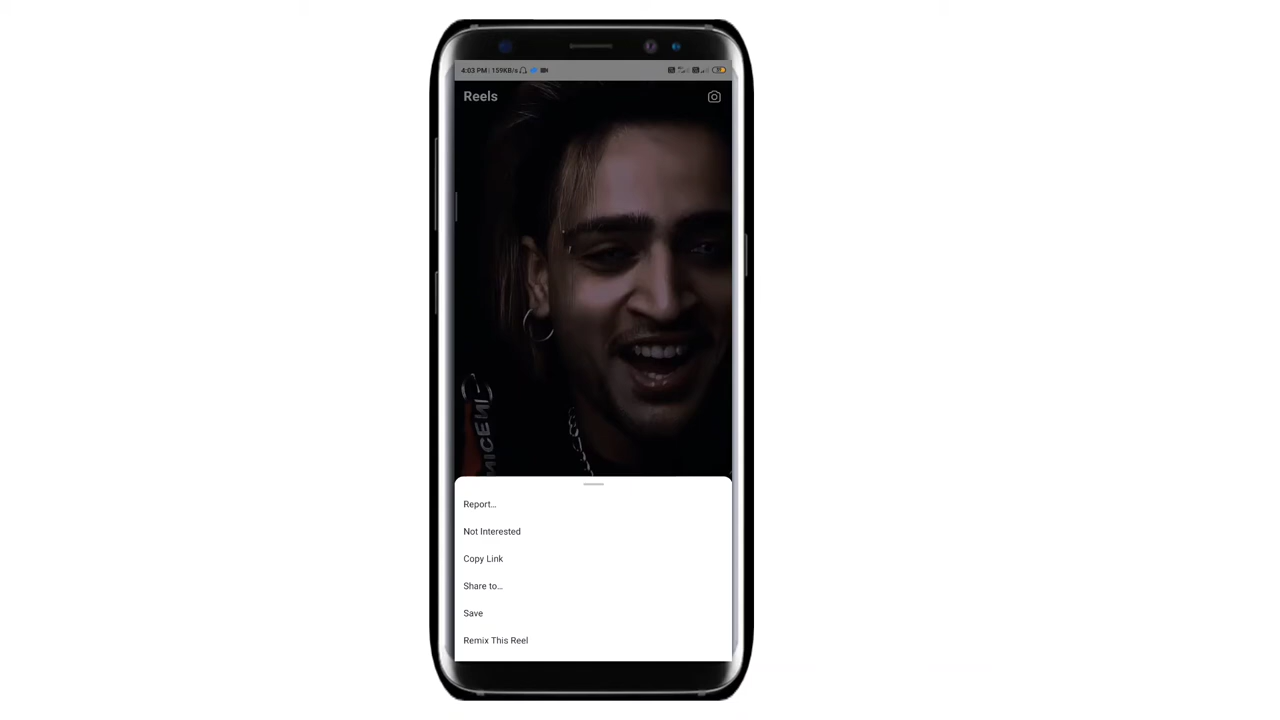 4:03 PM | 159KB/s
Reels
Report...
Not Interested
Copy Link
Share to...
Save
Remix This Reel